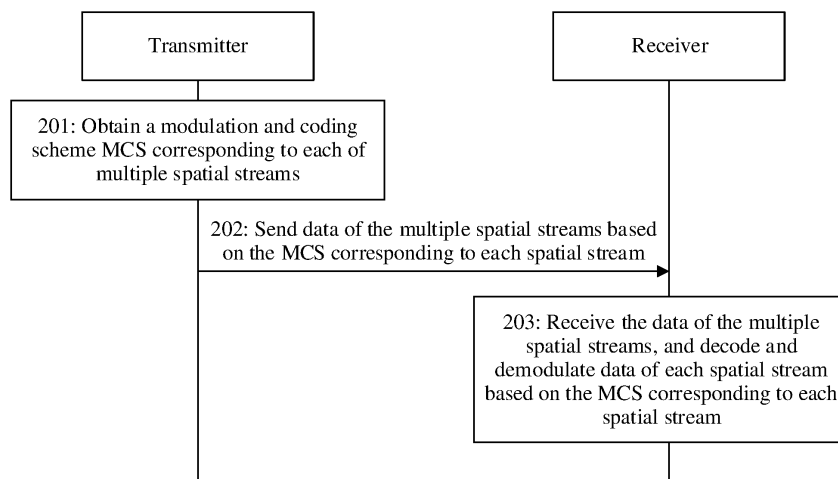 Transmitter
Receiver
201: Obtain a modulation and coding
scheme MCS corresponding to each of
multiple spatial streams
202: Send data of the multiple spatial streams based
on the MCS corresponding to each spatial stream
203: Receive the data of the multiple
spatial streams, and decode and
demodulate data of each spatial stream
based on the MCS corresponding to each
spatial stream